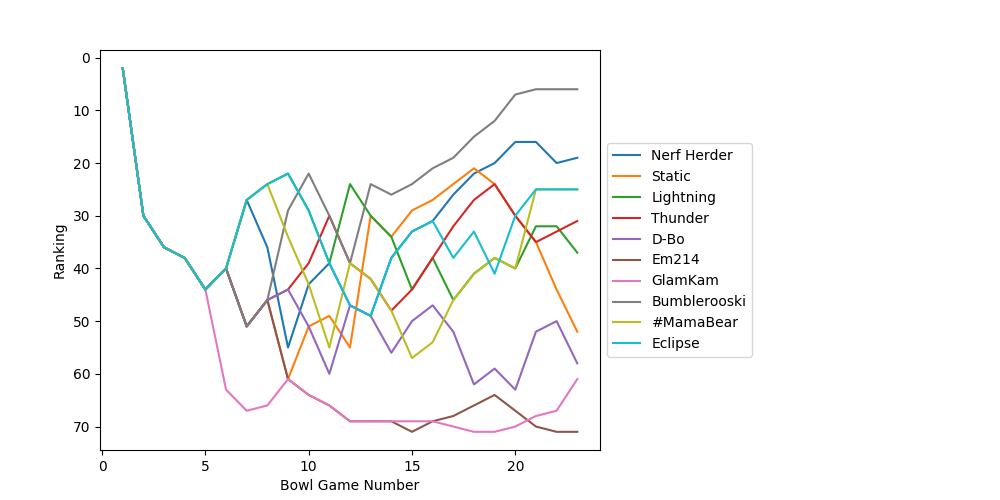 0
10
20
30
40
50
60
70
Ranking
0 5 10 15 20
Bowl Game Number
Nerf Herder
Static
Lightning
Thunder
D-Bo
Em214
GlamKam
Bumblerooski
#MamaBear
Eclipse